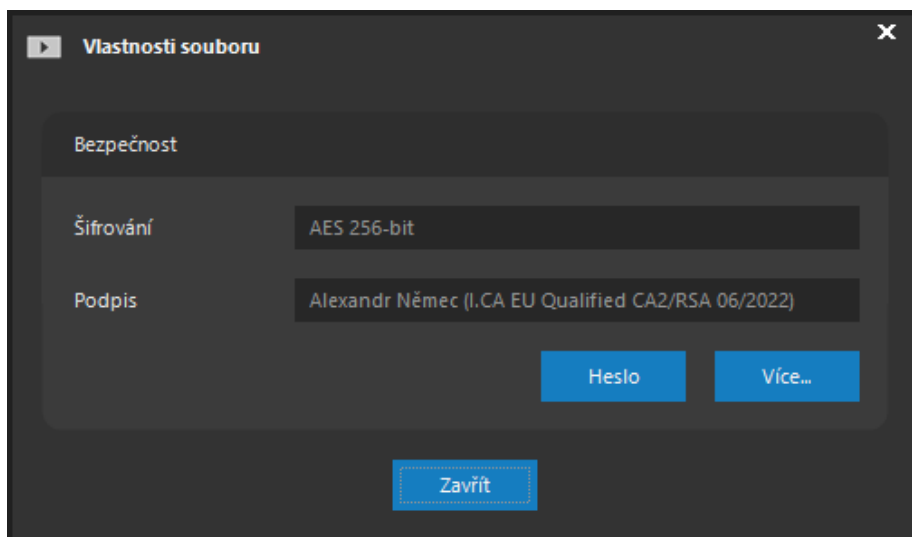 Vlastnosti souboru
Bezpečnost
Šifrování AES 256-bit
Podpis Alexandr Němec (I.CA EU Qualified CA2/RSA 06/2022)
Heslo Více...
Zavřít